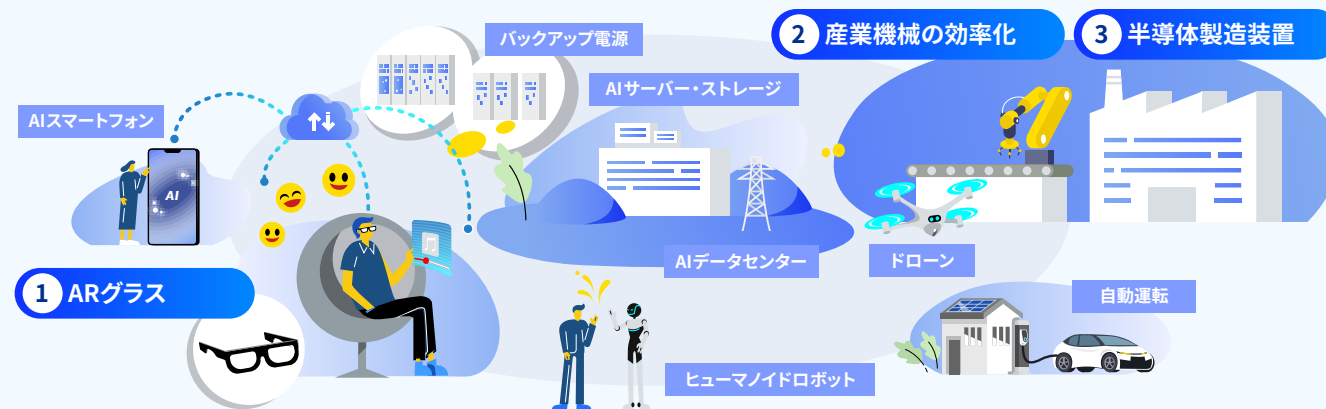 バックアップ電源
2 産業機械の効率化
3 半導体製造装置
AIサーバー・ストレージ
AIスマートフォン
AI
AIデータセンター
ドローン
1 ARグラス
自動運転
ヒューマノイドロボット